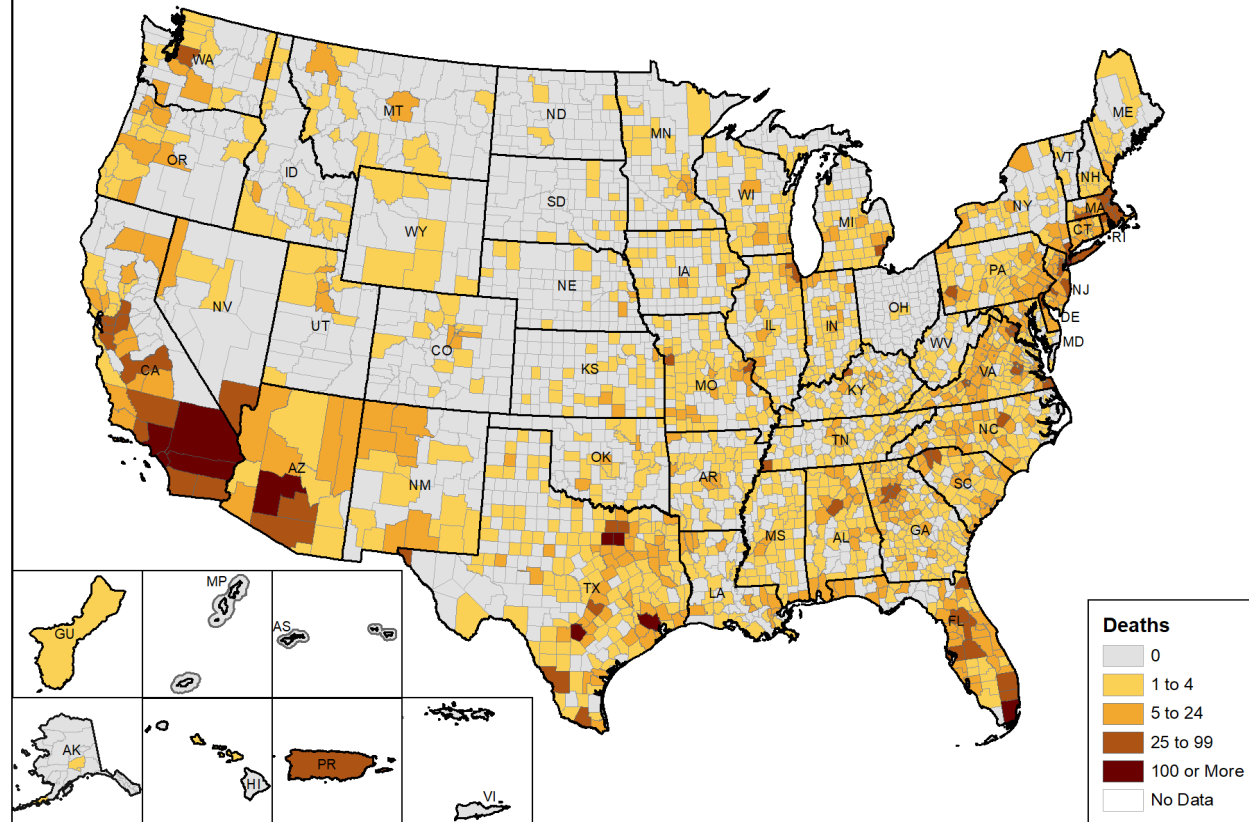 WA
MT
ND
MN
ME
OR
ID
SD
WI
MI
VT
NH
NY
MA
CT
RI
WY
IA
PA
NJ
NV
UT
NE
IL
IN
OH
DE
MD
CA
CO
KS
MO
WV
VA
KY
NC
AZ
NM
OK
AR
TN
SC
MS
AL
GA
TX
LA
FL
GU
MP
AS
AK
HI
PR
VI
Deaths
0
1 to 4
5 to 24
25 to 99
100 or More
No Data